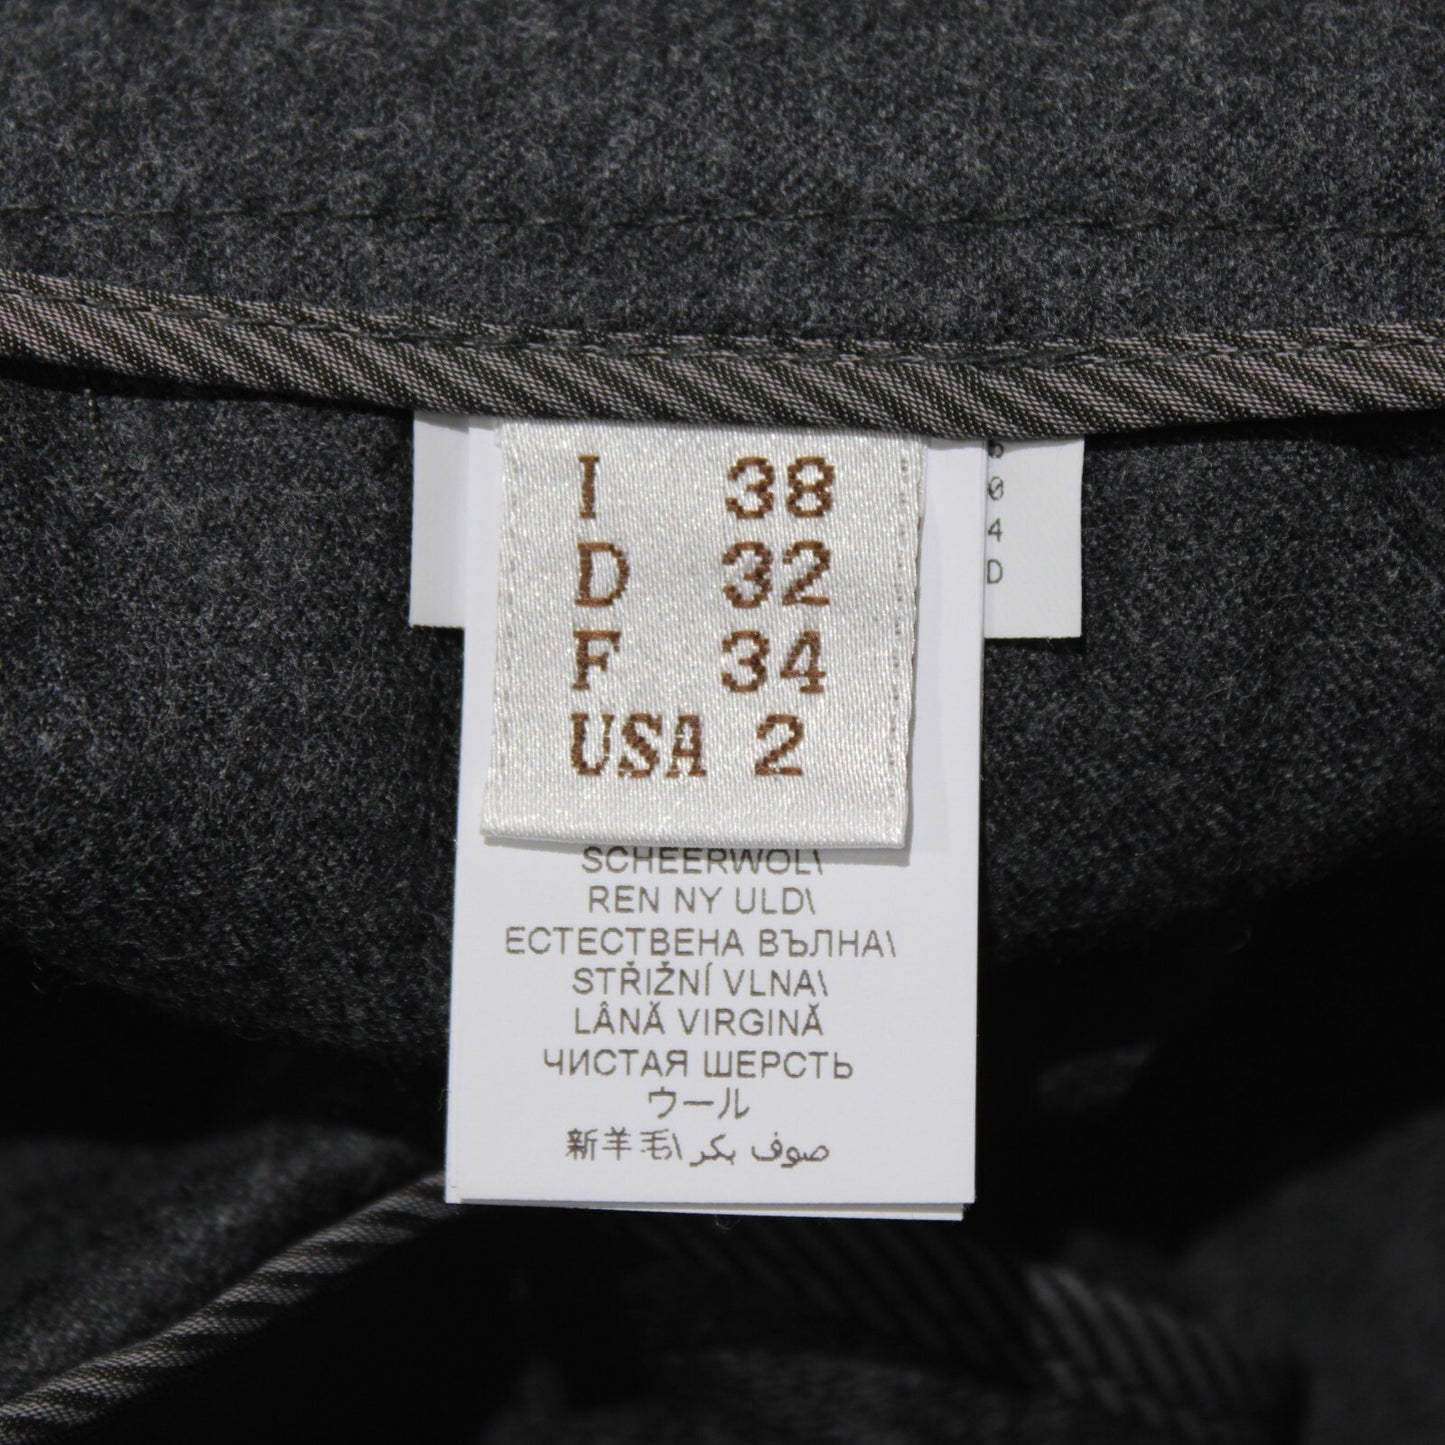 I 38
D 32
F 34
USA 2
SCHEERWOL\
REN NY ULD\
ЕСТЕСТВЕНА ВЪЛНА\
STŘIŽNÍ VLNA\
LÂNĂ VIRGINĂ
ЧИСТАЯ ШЕРСТЬ
ウール
新羊毛\صوف بكر
04D